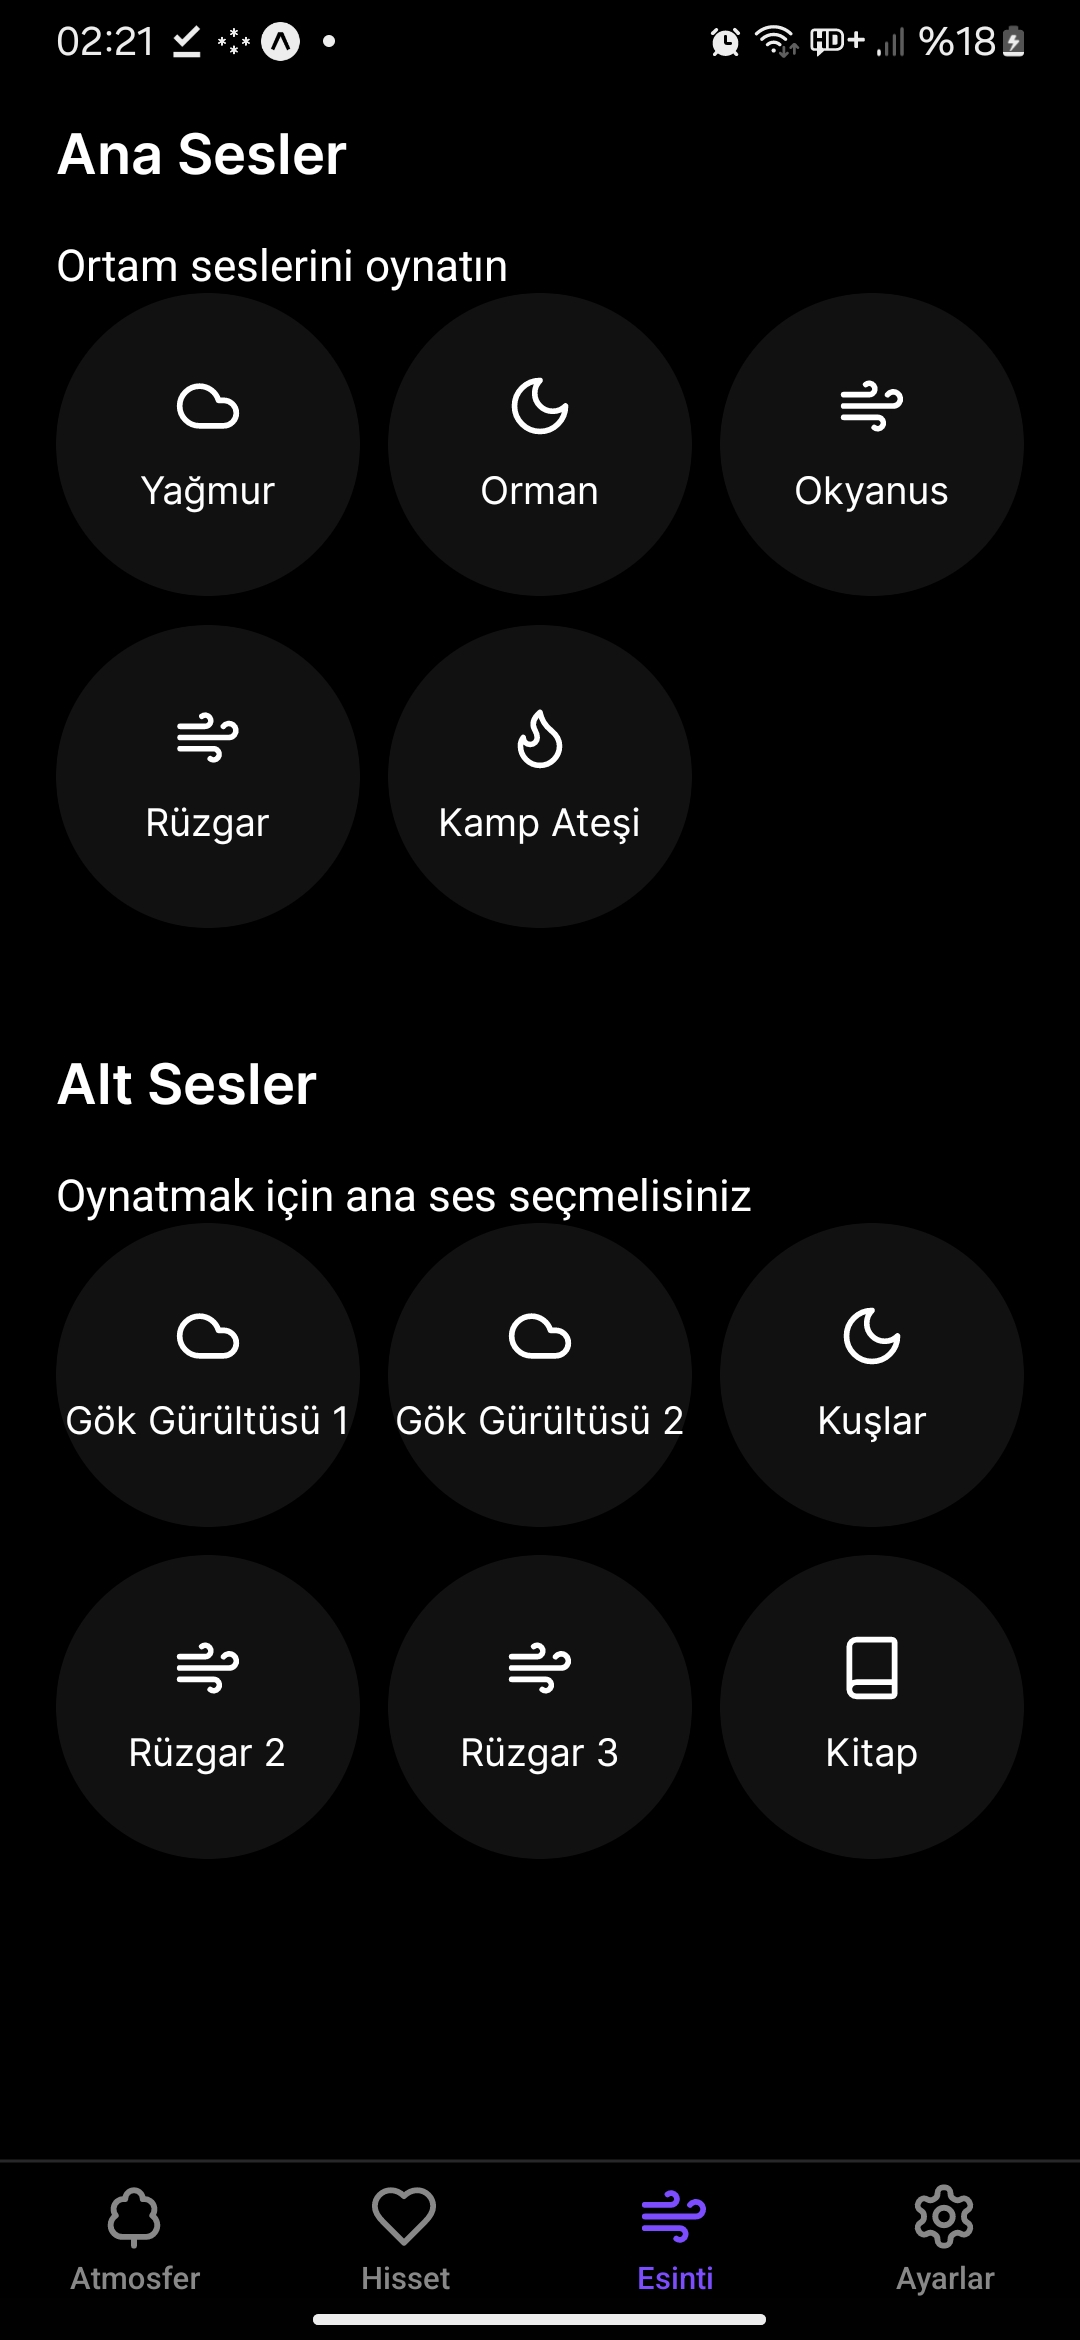 02:21 HD+ %18
Ana Sesler
Ortam seslerini oynatın
Yağmur Orman Okyanus
Rüzgar Kamp Ateşi
Alt Sesler
Oynatmak için ana ses seçmelisiniz
Gök Gürültüsü 1 Gök Gürültüsü 2 Kuşlar
Rüzgar 2 Rüzgar 3 Kitap
Atmosfer Hisset Esinti Ayarlar